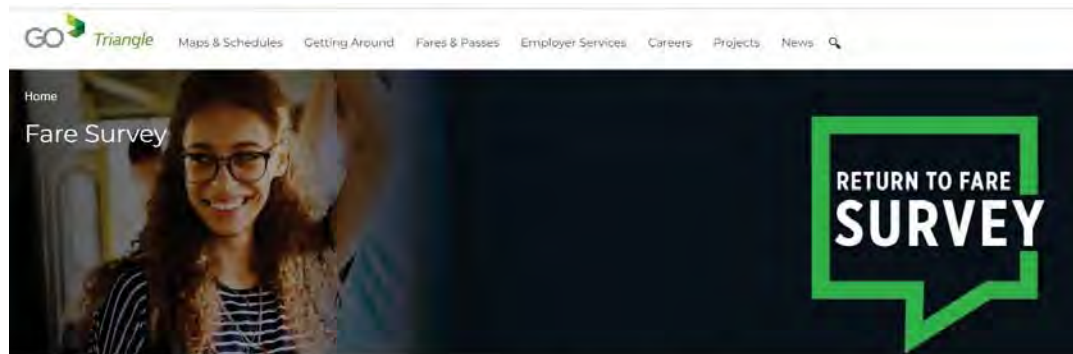 GO Triangle Maps & Schedules Getting Around Fares & Passes Employer Services Careers Projects News
Home
Fare Survey
RETURN TO FARE
SURVEY